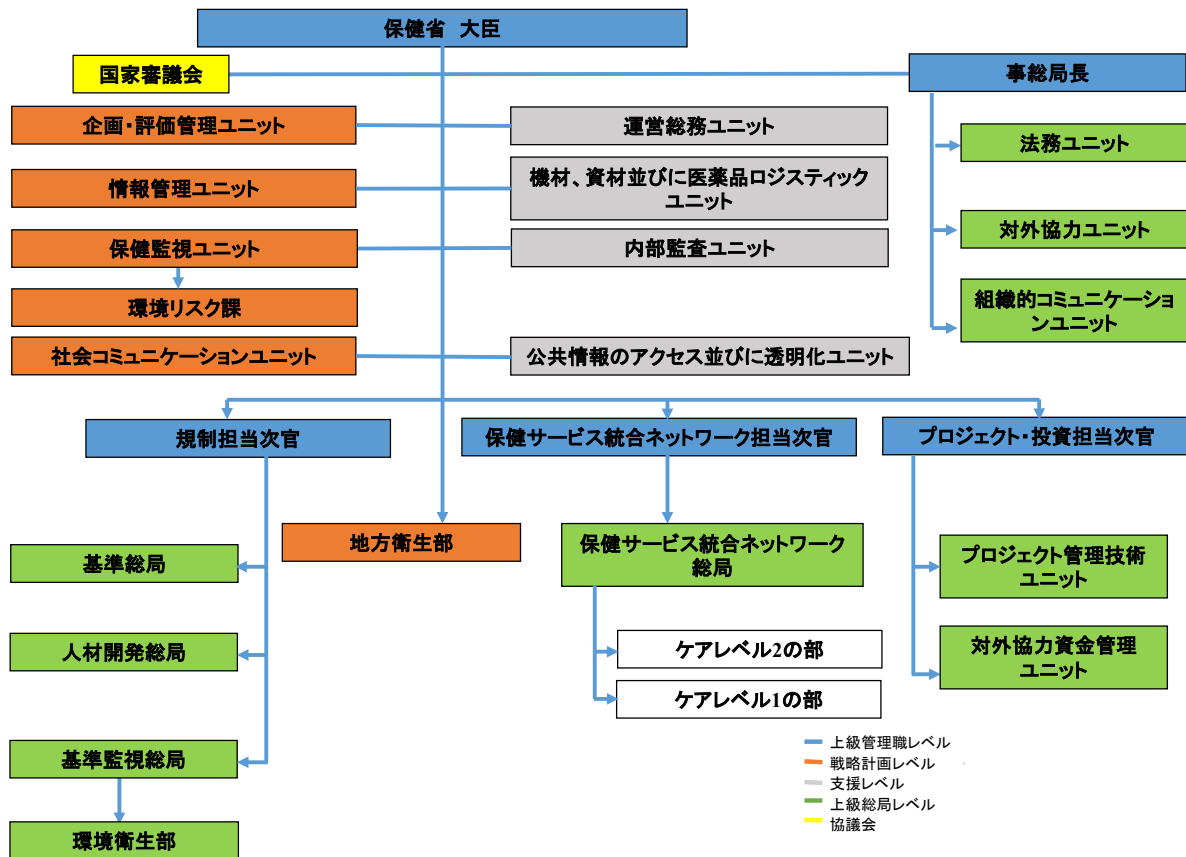 保健省　大臣
国家審議会
事総局長
企画・評価管理ユニット
運営総務ユニット
法務ユニット
情報管理ユニット
機材、資材並びに医薬品ロジスティック
ユニット
対外協力ユニット
保健監視ユニット
内部監査ユニット
環境リスク課
組織的コミュニケーショ
ンユニット
社会コミュニケーションユニット
公共情報のアクセス並びに透明化ユニット
規制担当次官
保健サービス統合ネットワーク担当次官
プロジェクト・投資担当次官
地方衛生部
保健サービス統合ネットワーク
総局
基準総局
プロジェクト管理技術
ユニット
人材開発総局
ケアレベル2の部
対外協力資金管理
ユニット
ケアレベル1の部
基準監視総局
環境衛生部
上級管理職レベル
戦略計画レベル
支援レベル
上級総局レベル
協議会